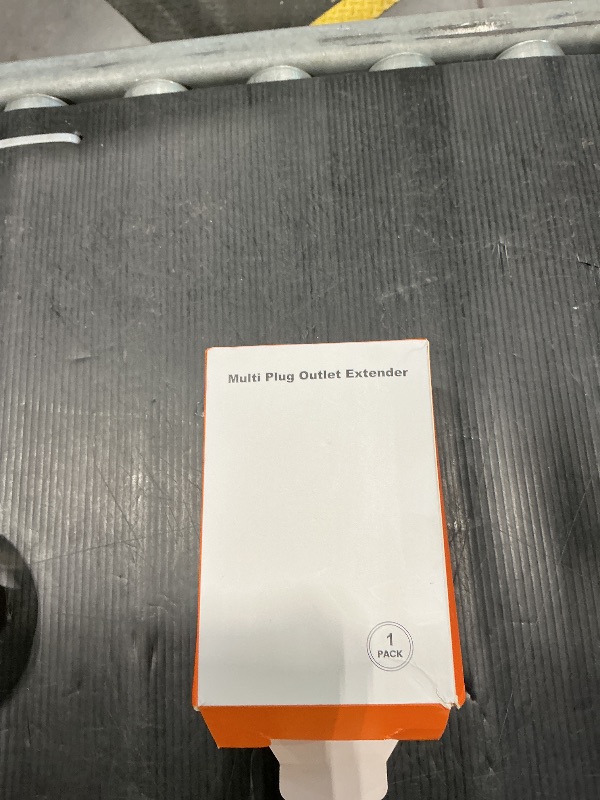 Multi Plug Outlet Extender
1
PACK